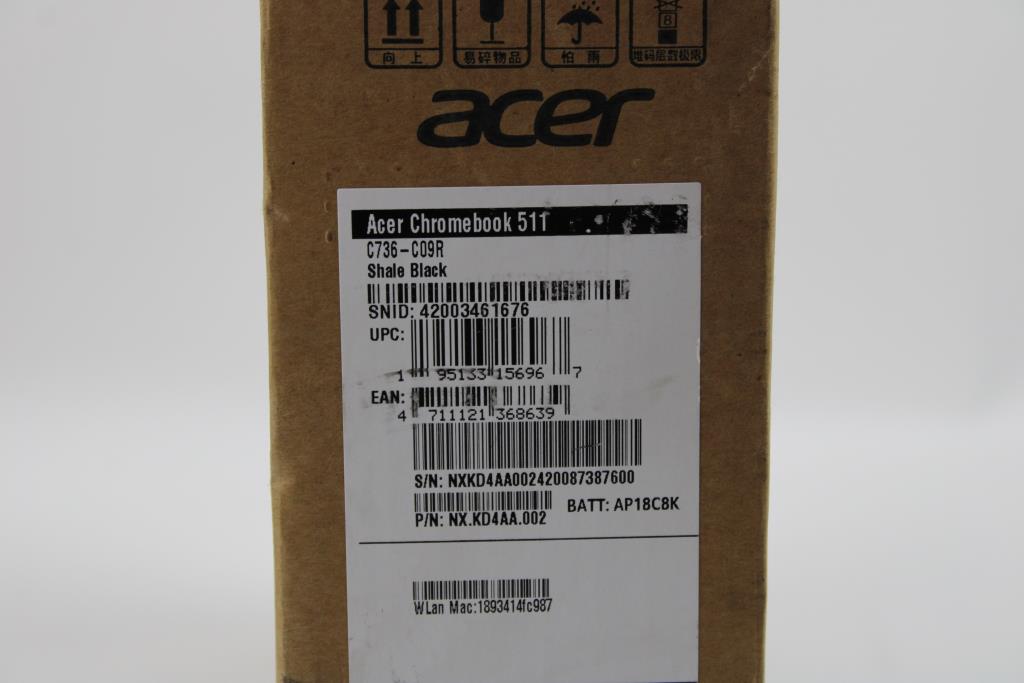 8
向上 易碎物品 怕雨 堆码层数极限
acer
Acer Chromebook 511
C736-C09R
Shale Black
SNID: 42003461676
UPC:
1 95133 15696 7
EAN:
4 711121 368639
S/N: NXKD4AA002420087387600
P/N: NX.KD4AA.002 BATT: AP18C8K
WLan Mac:1893414fc987